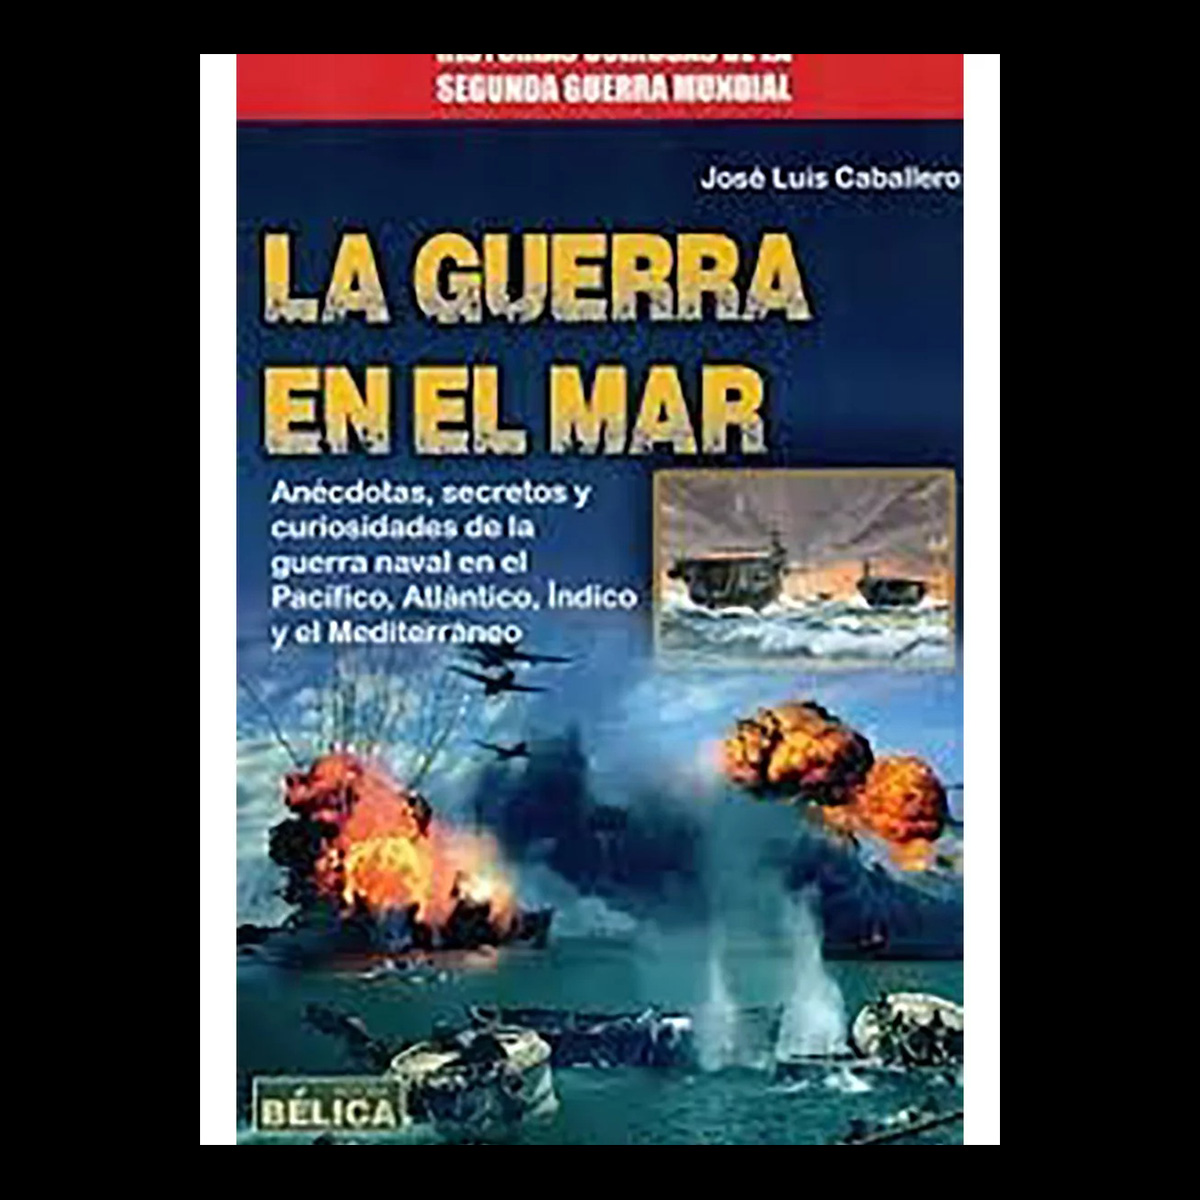 SEGUNDA GUERRA MUNDIAL
José Luis Caballero
LA GUERRA
EN EL MAR
Anécdotas, secretos y
curiosidades de la
guerra naval en el
Pacífico, Atlántico, Índico
y el Mediterráneo
BÉLICA